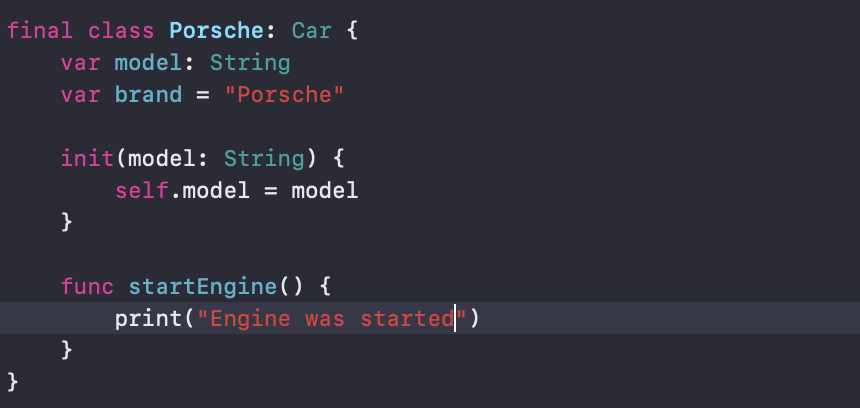 final class Porsche: Car {
    var model: String
    var brand = "Porsche"

    init(model: String) {
        self.model = model
    }

    func startEngine() {
        print("Engine was started")
    }
}